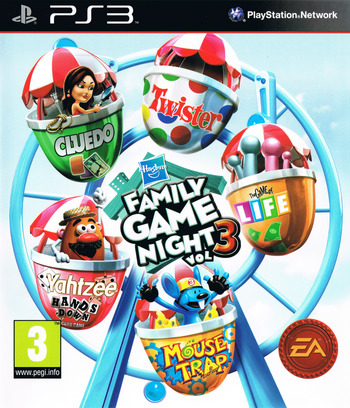 PS3
PlayStation®Network
CLUEDO
Twister
Hasbro
FAMILY
GAME
NIGHT 3
VOL
THE GAME OF
LIFE
Yahtzee
HANDS
DOWN
MOUSE
TRAP
3
www.pegi.info
EA